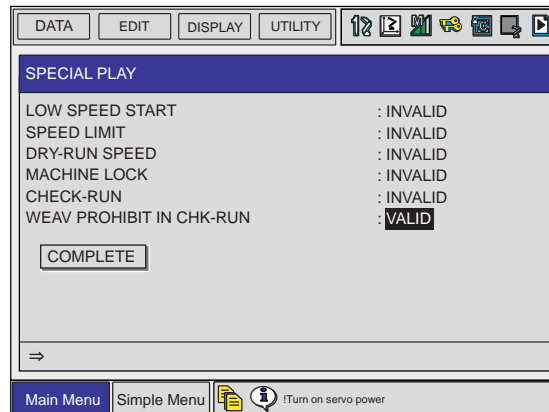 DATA EDIT DISPLAY UTILITY
SPECIAL PLAY
LOW SPEED START : INVALID
SPEED LIMIT : INVALID
DRY-RUN SPEED : INVALID
MACHINE LOCK : INVALID
CHECK-RUN : INVALID
WEAV PROHIBIT IN CHK-RUN : VALID
COMPLETE
⇒
Main Menu Simple Menu !Turn on servo power